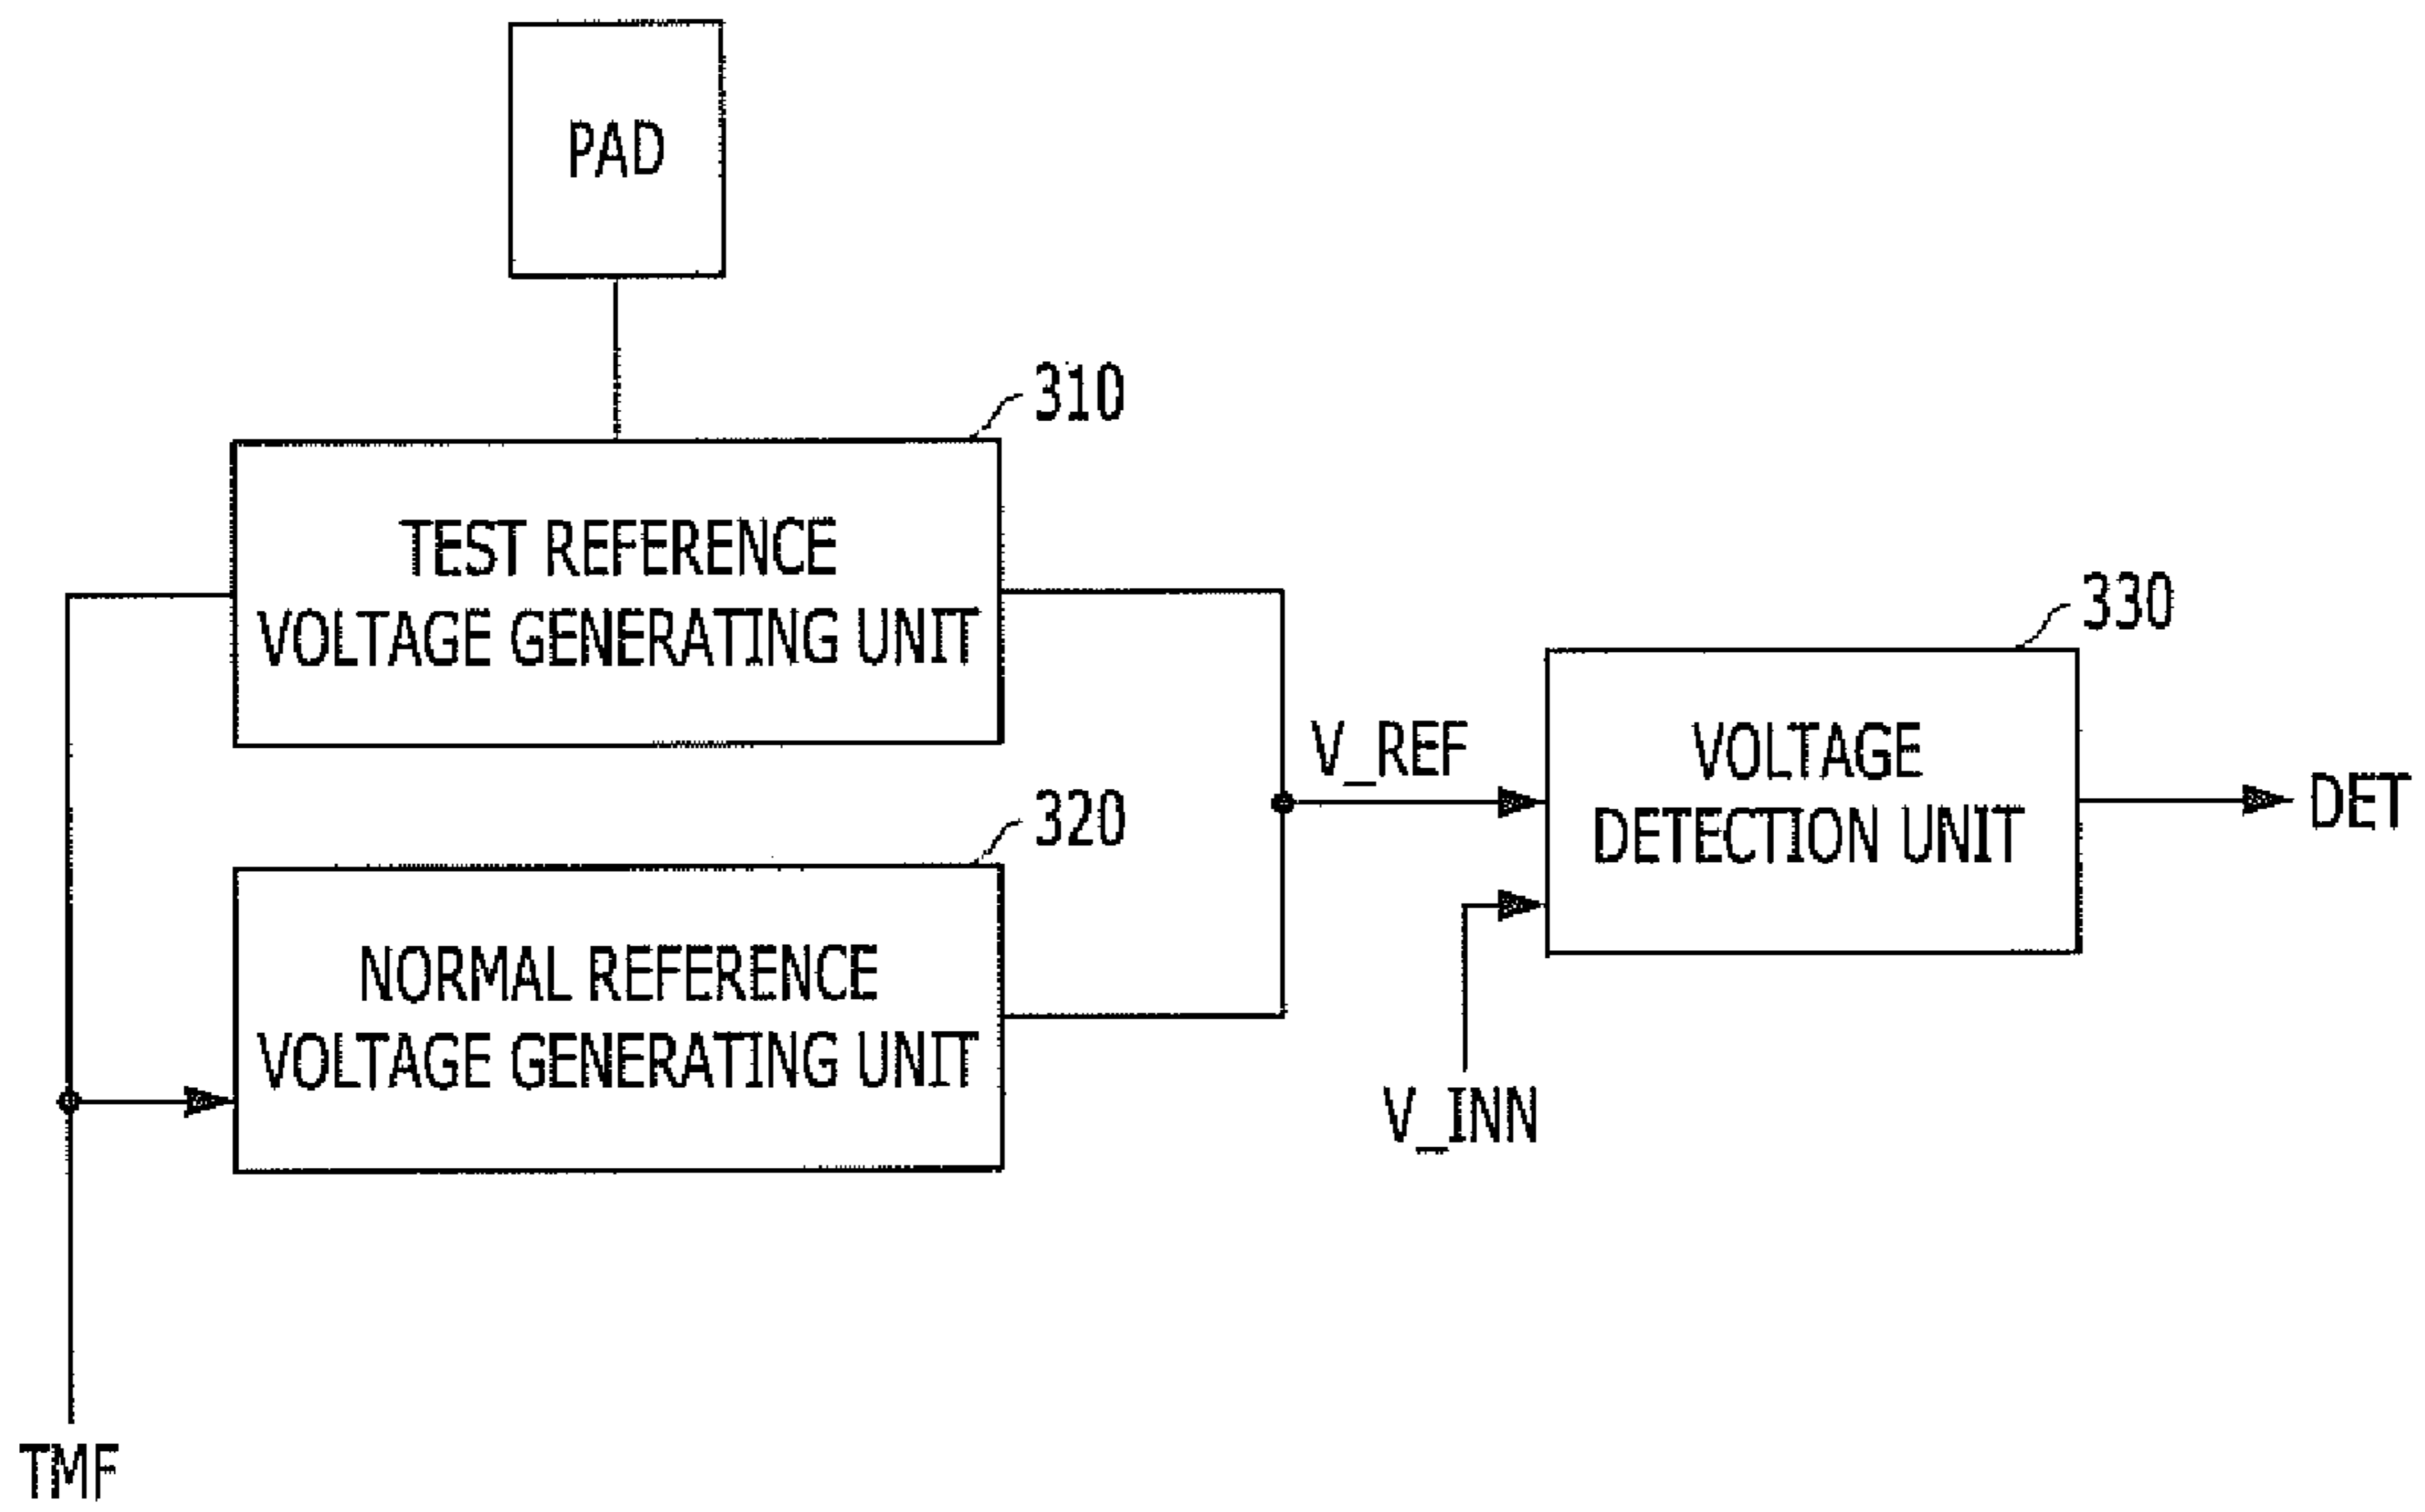 PAD
310
TEST REFERENCE
VOLTAGE GENERATING UNIT
330
V_REF
VOLTAGE
DETECTION UNIT
DET
320
NORMAL REFERENCE
VOLTAGE GENERATING UNIT
V_INN
TMF